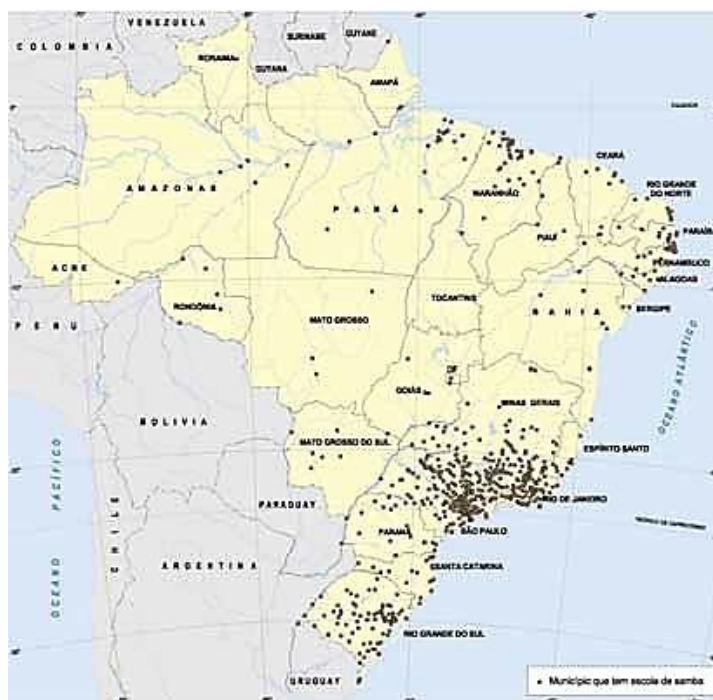 VENEZUELA
COLOMBIA
SURINAME
GUYANE
GUYANA
RORAIMA
AMAPÁ
AMAZONAS
PARÁ
MARANHÃO
CEARÁ
RIO GRANDE
DO NORTE
PARAÍBA
PIAUÍ
PERNAMBUCO
ALAGOAS
SERGIPE
ACRE
RONDÔNIA
TOCANTINS
MATO GROSSO
BAHIA
PERU
DF
GOIÁS
MINAS GERAIS
OCEANO ATLÂNTICO
BOLIVIA
MATO GROSSO DO SUL
ESPÍNTO SANTO
OCEANO PACÍFICO
CHILE
PARAGUAY
RIO DE JANEIRO
SÃO PAULO
PARANÁ
ARGENTINA
SANTA CATARINA
RIO GRANDE DO SUL
URUGUAY
Municípic que tem escola de samba